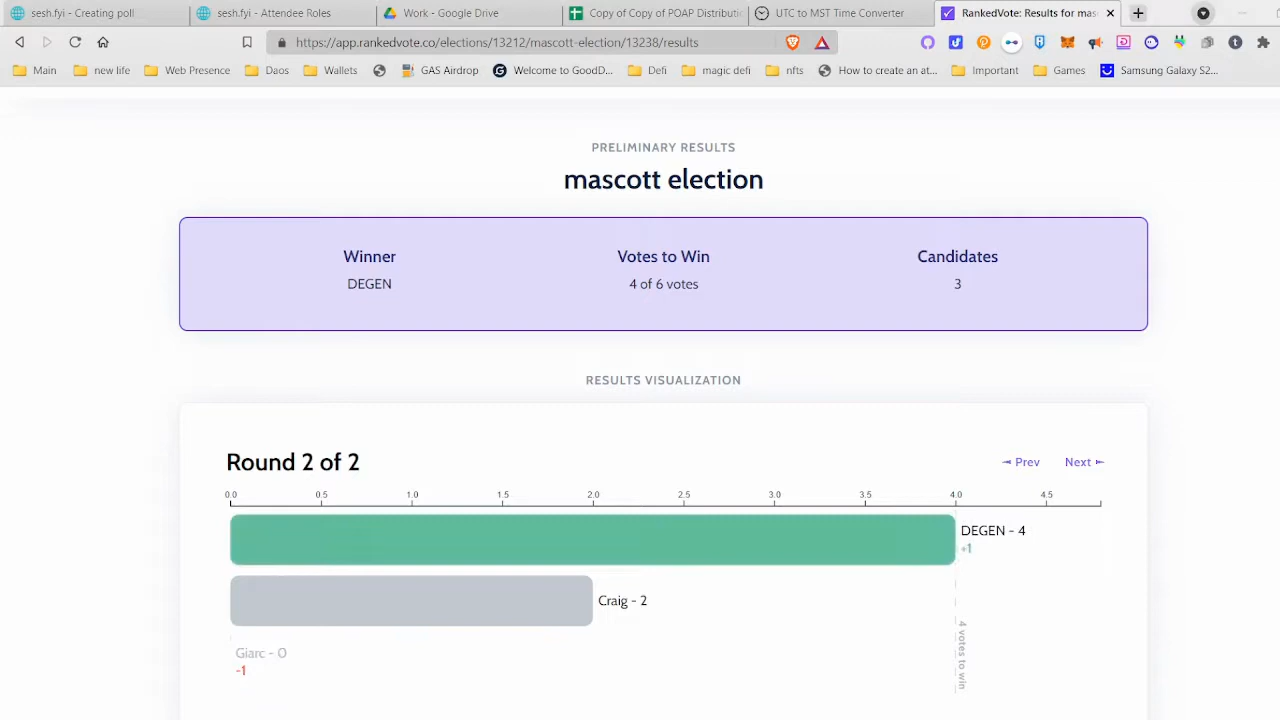 sesh.fyi - Creating poll
sesh.fyi - Attendee Roles
Work - Google Drive
Copy of Copy of POAP Distributi
UTC to MST Time Converter
RankedVote: Results for mas
https://app.rankedvote.co/election/13212/mascott-election/13238/results
Main
new life
Web Presence
Daos
Wallets
GAS Airdrop
Welcome to GoodD...
Defi
magic defi
nfts
How to create an at...
Important
Games
Samsung Galaxy S2...
PRELIMINARY RESULTS
mascott election
Winner
Votes to Win
Candidates
DEGEN
4 of 6 votes
3
RESULTS VISUALIZATION
Round 2 of 2
Prev
Next
0.0 0.5 1.0 1.5 2.0 2.5 3.0 3.5 4.0 4.5
DEGEN - 4
+1
Craig - 2
Giarc - 0
-1
4 votes to win